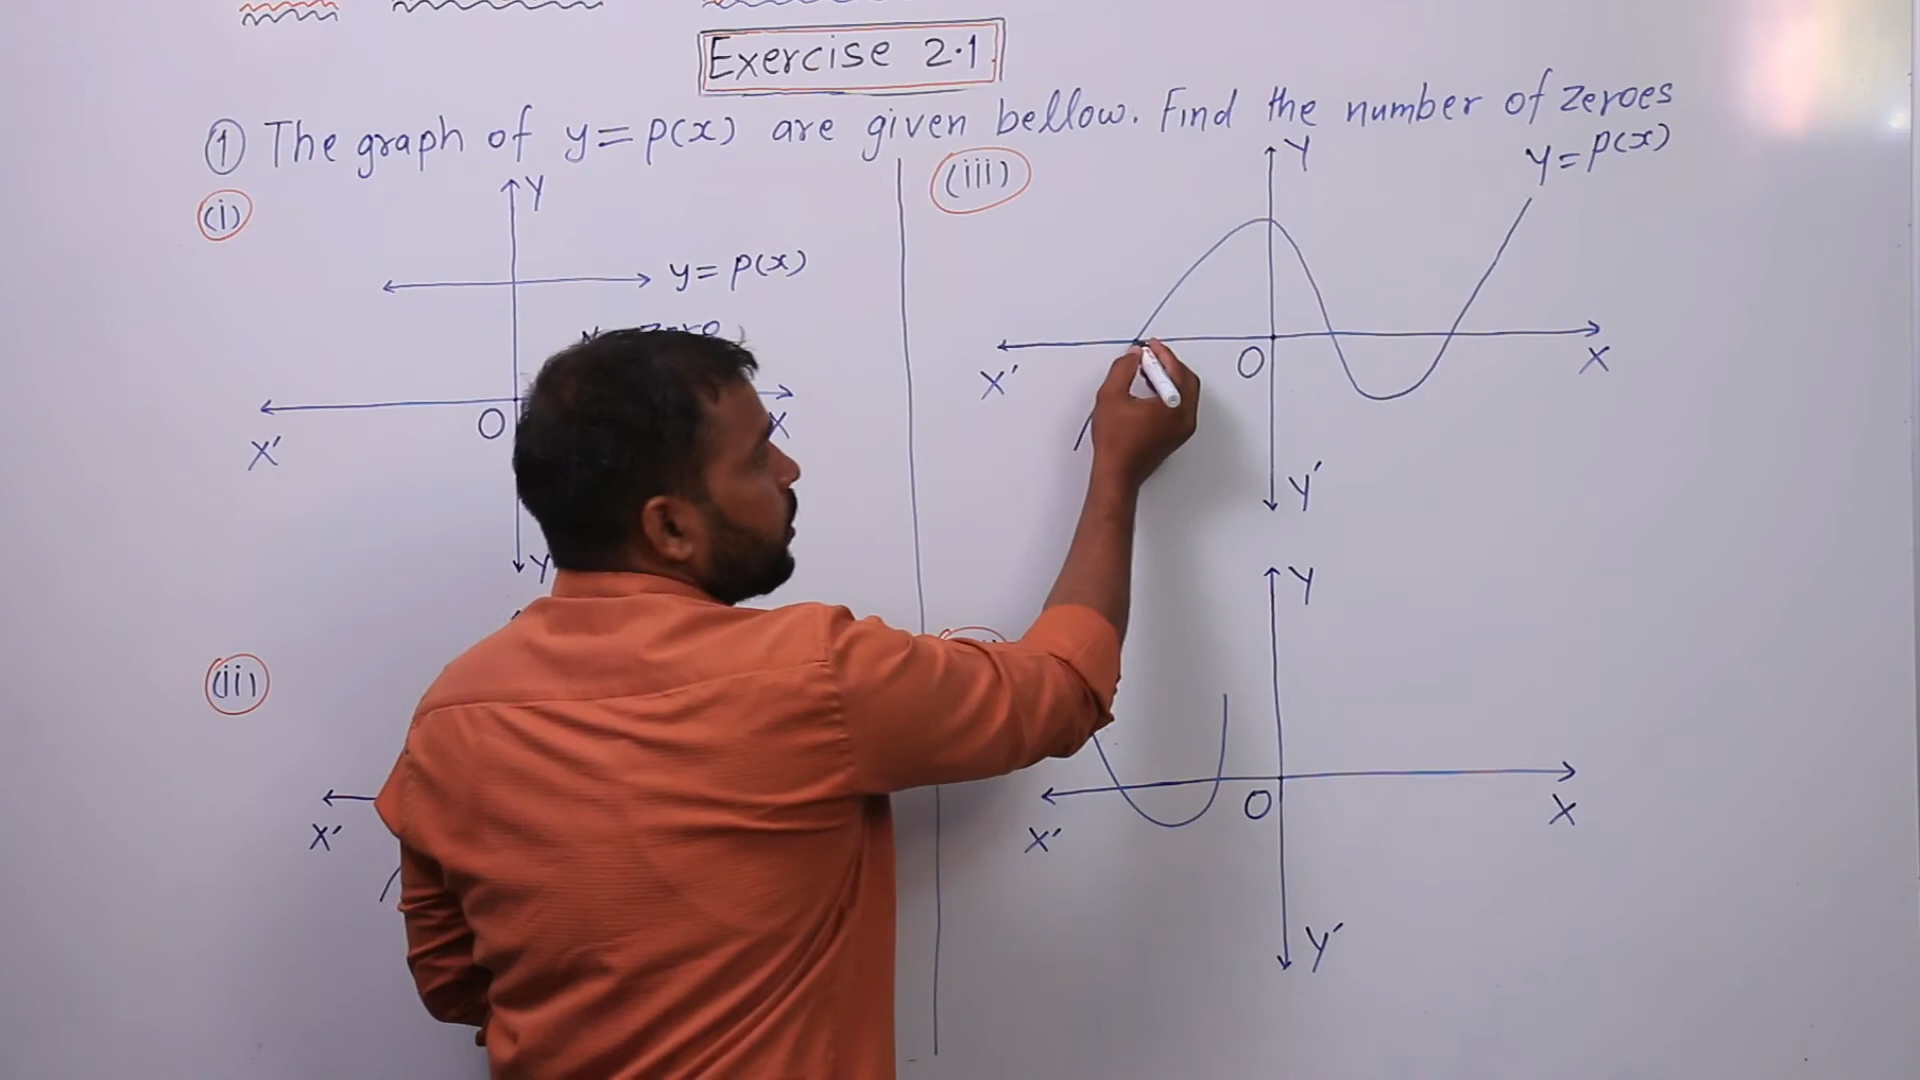 Exercise 2.1
① The graph of y=p(x) are given bellow. Find the number of zeroes
(i)
Y
y=p(x)
O
X
X'
Y
(ii)
X'
(iii)
Y
y=p(x)
X'
O
X
Y'
Y
X'
O
X
Y'